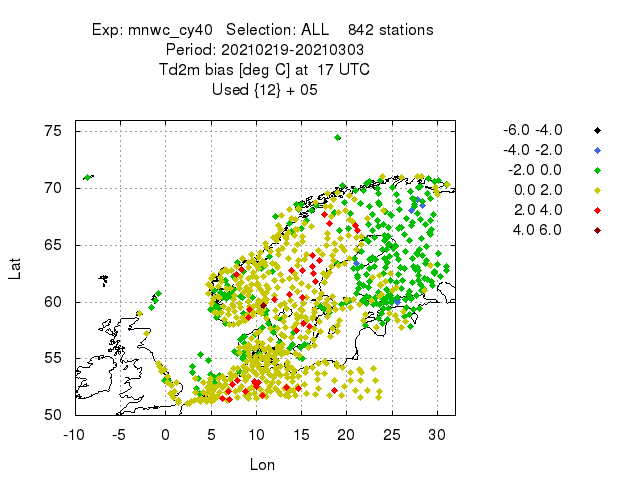 Exp: mnwc_cy40 Selection: ALL 842 stations
Period: 20210219-20210303
Td2m bias [deg C] at 17 UTC
Used {12} + 05
-6.0 -4.0
-4.0 -2.0
-2.0 0.0
0.0 2.0
2.0 4.0
4.0 6.0
75
70
65
60
55
50
Lat
-10 -5 0 5 10 15 20 25 30
Lon